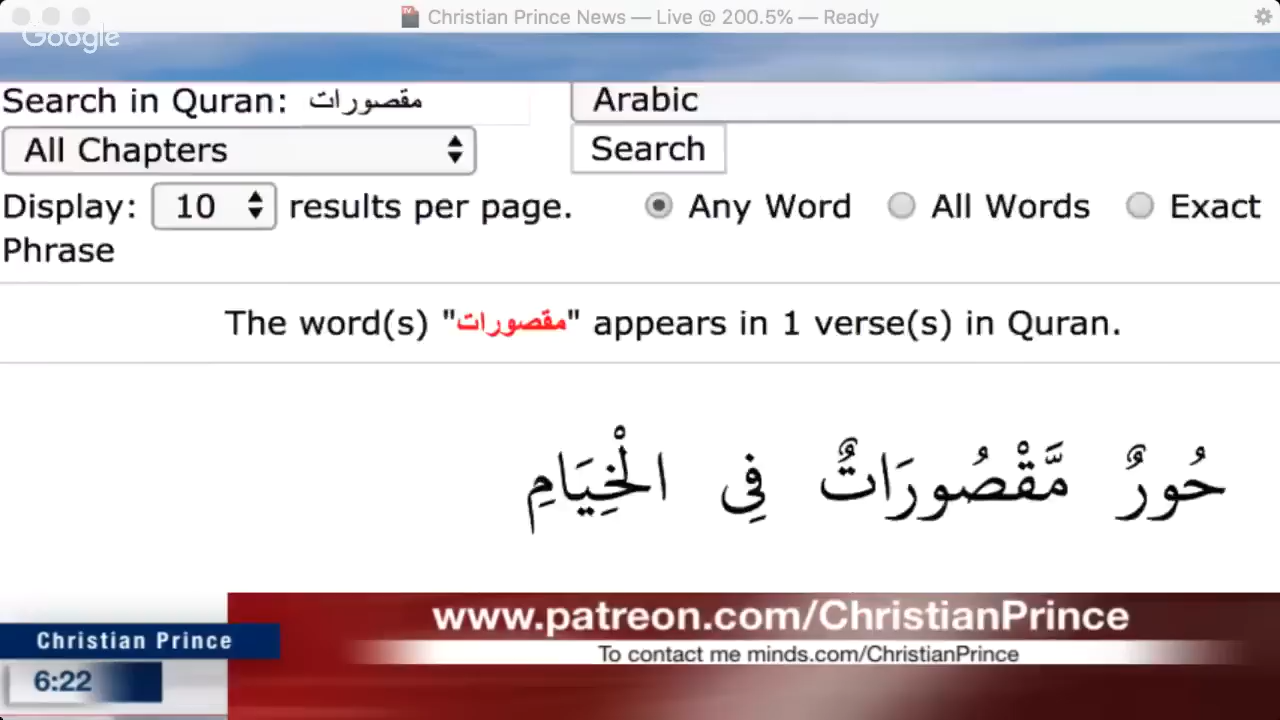 Christian Prince News — Live @ 200.5% — Ready
Google
Search in Quran: مقصورات Arabic
All Chapters Search
Display: 10 results per page. Any Word All Words Exact
Phrase
The word(s) "مقصورات" appears in 1 verse(s) in Quran.
حُورٌ مَّقْصُورَاتٌ فِى الْخِيَامِ
www.patreon.com/ChristianPrince
Christian Prince
To contact me minds.com/ChristianPrince
6:22